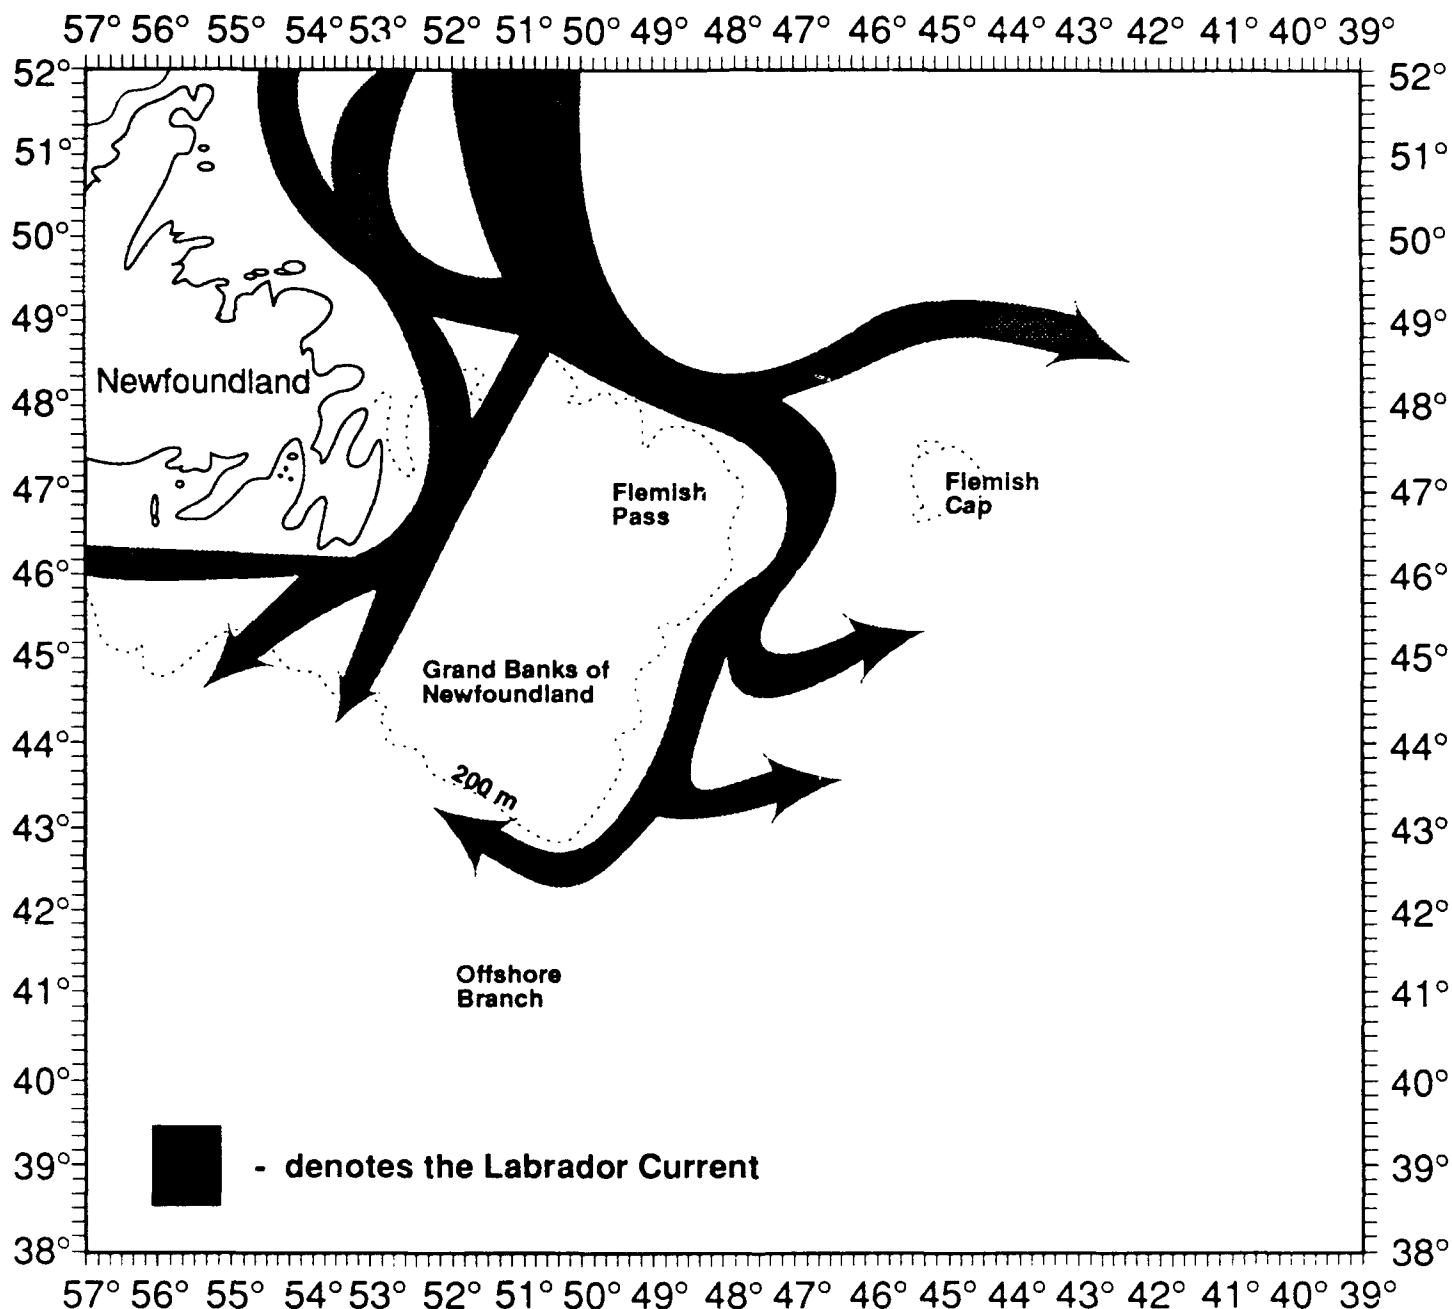 57° 56° 55° 54° 53° 52° 51° 50° 49° 48° 47° 46° 45° 44° 43° 42° 41° 40° 39°
52° 52°
51° 51°
50° 50°
49° 49°
Newfoundland
48° 48°
47° 47°
Flemish
Pass
Flemish
Cap
46° 46°
45° 45°
Grand Banks of
Newfoundland
44° 44°
200 m
43° 43°
42° 42°
Offshore
Branch
41° 41°
40° 40°
39° 39°
- denotes the Labrador Current
38° 38°
57° 56° 55° 54° 53° 52° 51° 50° 49° 48° 47° 46° 45° 44° 43° 42° 41° 40° 39°